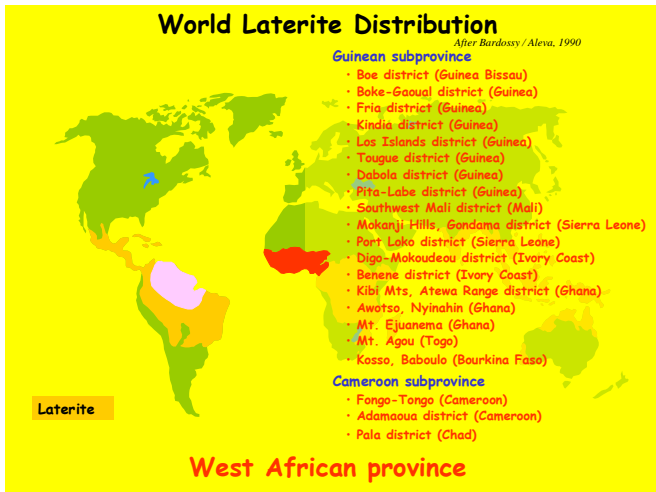 World Laterite Distribution
After Bardossy / Aleva, 1990
Guinean subprovince
· Boe district (Guinea Bissau)
· Boke-Gaoual district (Guinea)
· Fria district (Guinea)
· Kindia district (Guinea)
· Los Islands district (Guinea)
· Tougue district (Guinea)
· Dabola district (Guinea)
· Pita-Labe district (Guinea)
· Southwest Mali district (Mali)
· Mokanji Hills, Gondama district (Sierra Leone)
· Port Loko district (Sierra Leone)
· Digo-Mokoudeou district (Ivory Coast)
· Benene district (Ivory Coast)
· Kibi Mts, Atewa Range district (Ghana)
· Awotso, Nyinahin (Ghana)
· Mt. Ejuanema (Ghana)
· Mt. Agou (Togo)
· Kosso, Baboulo (Bourkina Faso)
Cameroon subprovince
· Fongo-Tongo (Cameroon)
· Adamaoua district (Cameroon)
· Pala district (Chad)
Laterite
West African province